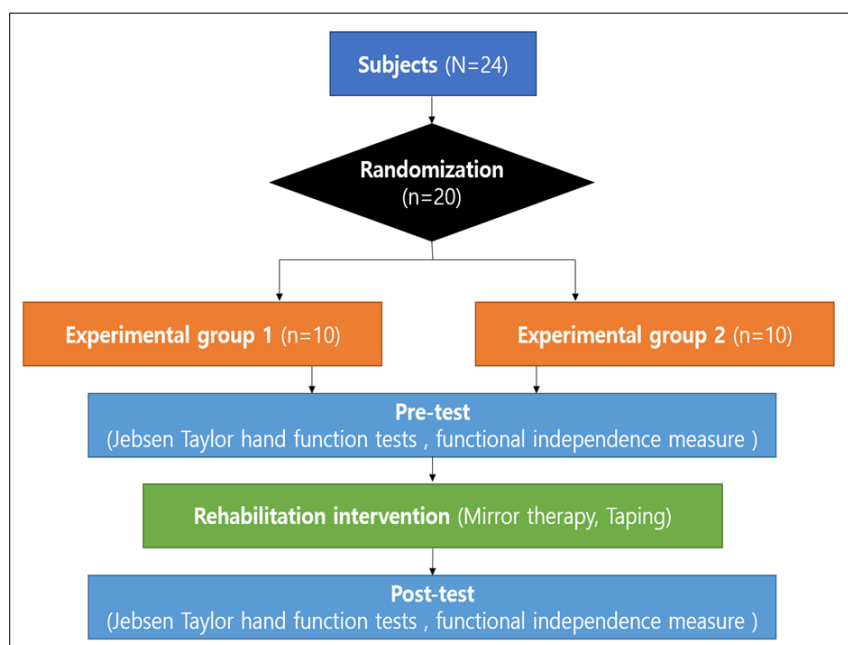 Subjects (N=24)
Randomization
(n=20)
Experimental group 1 (n=10)
Experimental group 2 (n=10)
Pre-test
(Jebsen Taylor hand function tests , functional independence measure )
Rehabilitation intervention (Mirror therapy, Taping)
Post-test
(Jebsen Taylor hand function tests , functional independence measure )